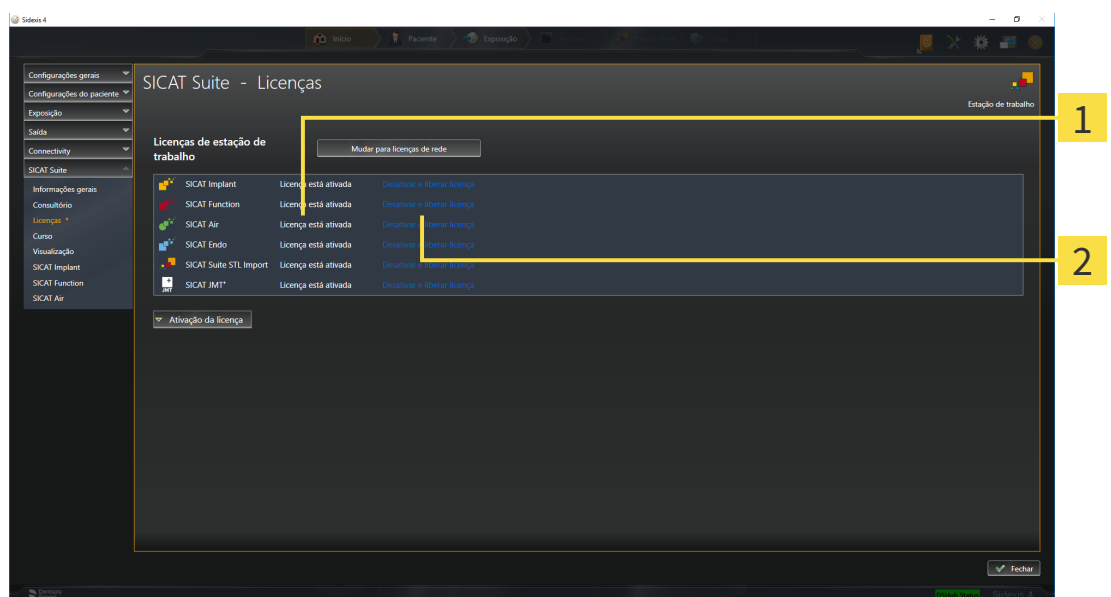 Sidexis 4
Início
Paciente
Exposição
Configurações gerais
Configurações do paciente
Exposição
Saída
Connectivity
SICAT Suite
Informações gerais
Consultório
Licenças *
Curso
Visualização
SICAT Implant
SICAT Function
SICAT Air
SICAT Suite - Licenças
Estação de trabalho
1
Licenças de estação de
trabalho
Mudar para licenças de rede
SICAT Implant Licença está ativada Desativar e liberar licença
SICAT Function Licença está ativada Desativar e liberar licença
SICAT Air Licença está ativada Desativar e liberar licença
SICAT Endo Licença está ativada Desativar e liberar licença
2
SICAT Suite STL Import Licença está ativada Desativar e liberar licença
JMT SICAT JMT+ Licença está ativada Desativar e liberar licença
Ativação da licença
Fechar
Dentsply
Sidexis 4